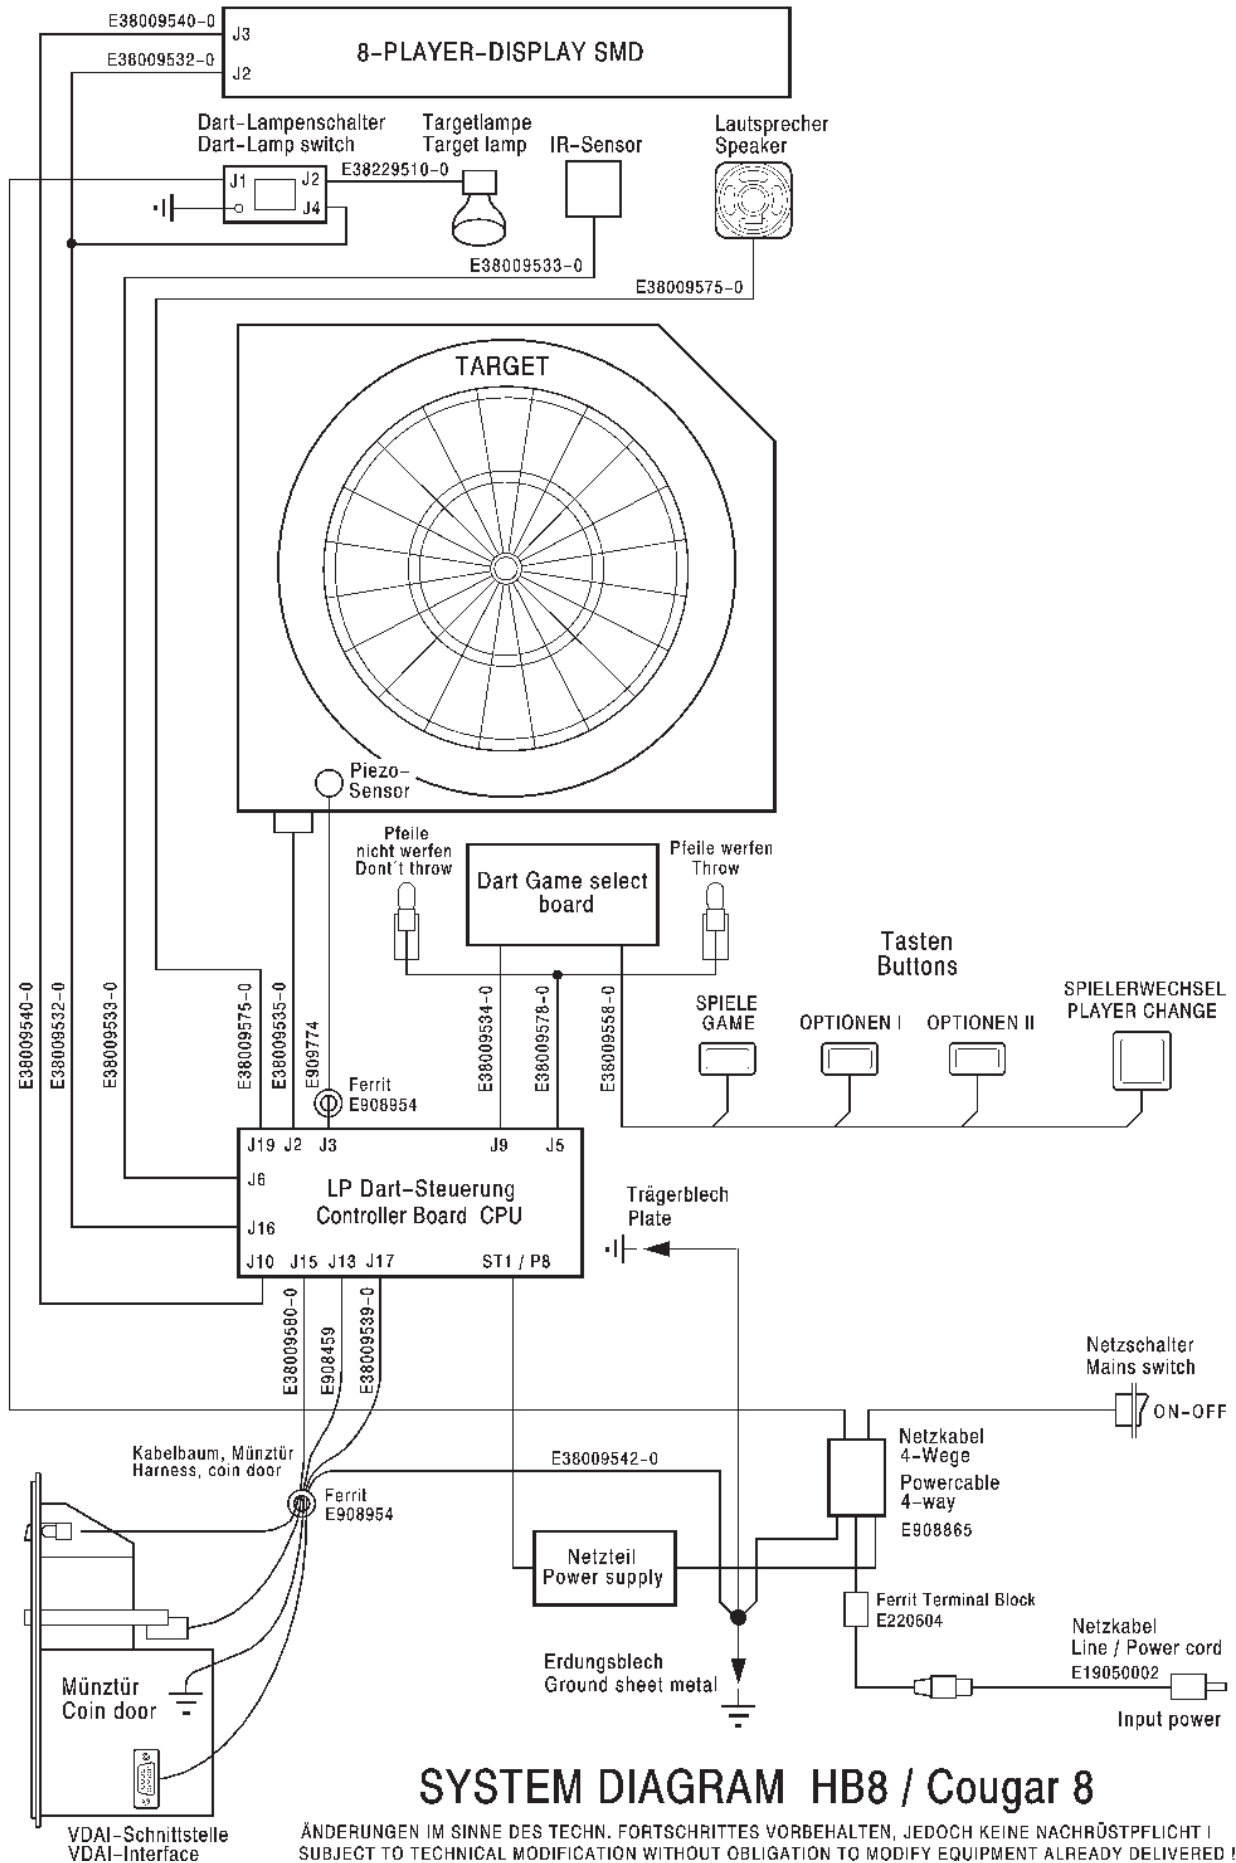 E38009540-0
J3
8-PLAYER-DISPLAY SMD
E38009532-0
J2
Dart-Lampenschalter
Dart-Lamp switch
Targetlampe
Target lamp
IR-Sensor
Lautsprecher
Speaker
J1
J2
J4
E38229510-0
E38009533-0
E38009575-0
TARGET
Piezo-
Sensor
Pfeile
nicht werfen
Dont´t throw
Dart Game select
board
Pfeile werfen
Throw
Tasten
Buttons
SPIELE
GAME
OPTIONEN I
OPTIONEN II
SPIELERWECHSEL
PLAYER CHANGE
E38009540-0
E38009532-0
E38009533-0
E38009575-0
E38009535-0
E909774
E38009534-0
E38009578-0
E38009558-0
Ferrit
E908954
J19
J2
J3
J9
J5
J6
LP Dart-Steuerung
Controller Board CPU
J16
J10
J15
J13
J17
ST1 / P8
Trägerblech
Plate
E38009580-0
E908459
E38009539-0
Netzschalter
Mains switch
ON-OFF
Kabelbaum, Münztür
Harness, coin door
E38009542-0
Netzkabel
4-Wege
Powercable
4-way
E908865
Ferrit
E908954
Netzteil
Power supply
Ferrit Terminal Block
E220604
Netzkabel
Line / Power cord
E19050002
Input power
Erdungsblech
Ground sheet metal
Münztür
Coin door
SYSTEM DIAGRAM HB8 / Cougar 8
VDAI-Schnittstelle
VDAI-Interface
ÄNDERUNGEN IM SINNE DES TECHN. FORTSCHRITTES VORBEHALTEN, JEDOCH KEINE NACHRÜSTPFLICHT !
SUBJECT TO TECHNICAL MODIFICATION WITHOUT OBLIGATION TO MODIFY EQUIPMENT ALREADY DELIVERED !